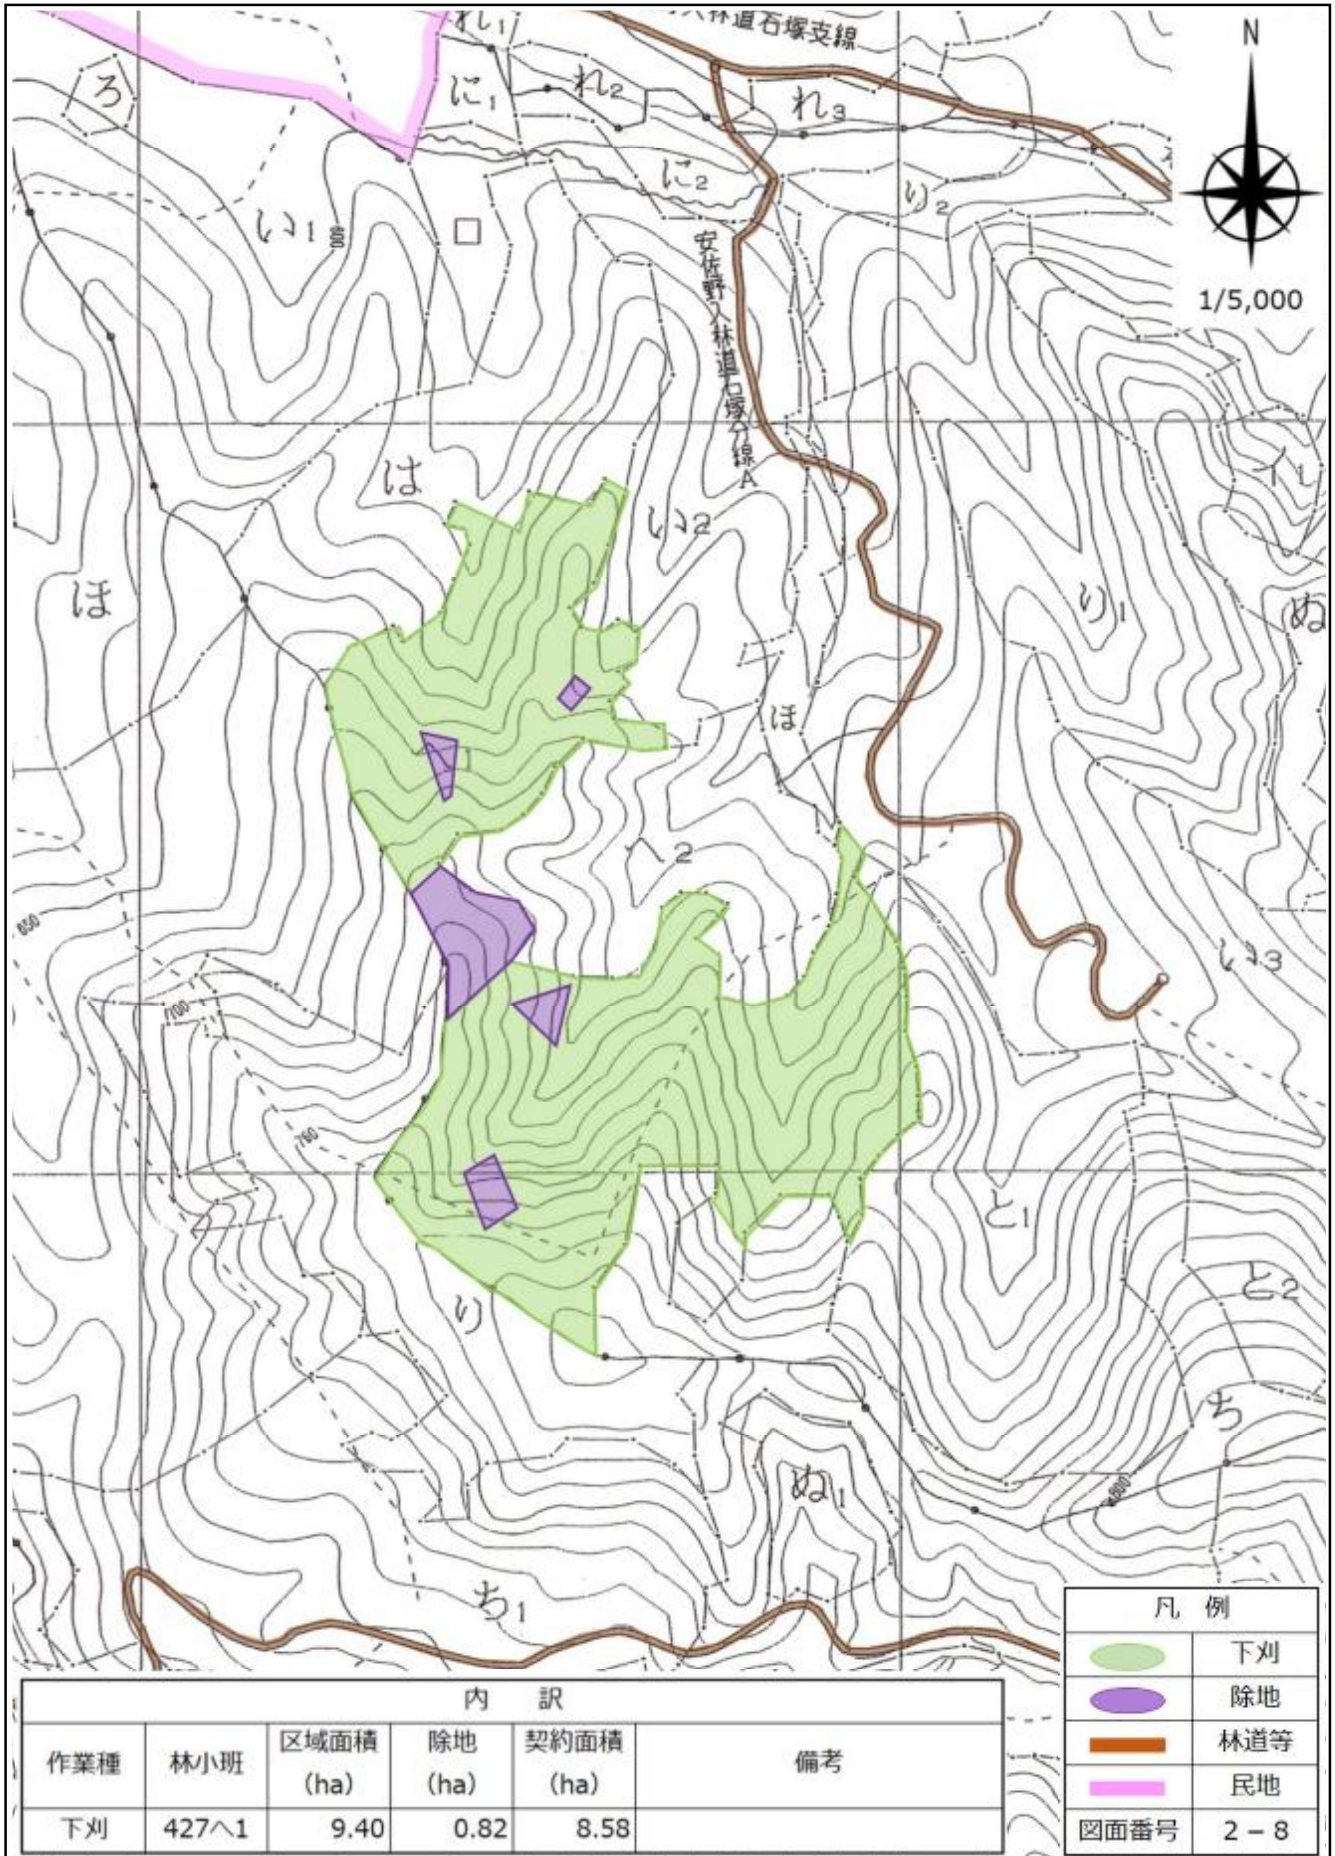 入林道石塚支線
N
れ1
ろ
に1
れ2
れ3
に2
り2
い1
安佐野入林道石塚分線A
1/5,000
は
い2
イ1
ほ
り1
ぬ
ほ
へ2
650
い3
700
760
と1
と2
り
ち
ぬ1
800
ち1
凡 例
下刈
除地
林道等
民地
図面番号 2－8
内 訳
作業種 林小班 区域面積(ha) 除地(ha) 契約面積(ha) 備考
下刈 427へ1 9.40 0.82 8.58